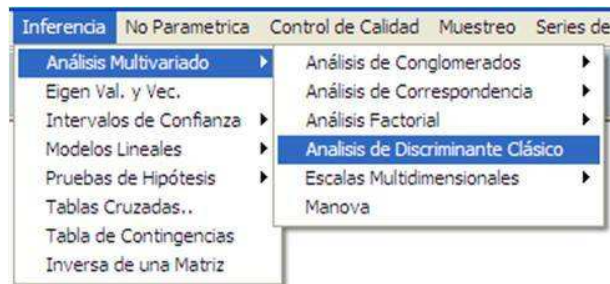 Inferencia No Parametrica Control de Calidad Muestreo Series de
Análisis Multivariado
Eigen Val. y Vec.
Intervalos de Confianza
Modelos Lineales
Pruebas de Hipótesis
Tablas Cruzadas..
Tabla de Contingencias
Inversa de una Matriz
Análisis de Conglomerados
Análisis de Correspondencia
Análisis Factorial
Analisis de Discriminante Clásico
Escalas Multidimensionales
Manova